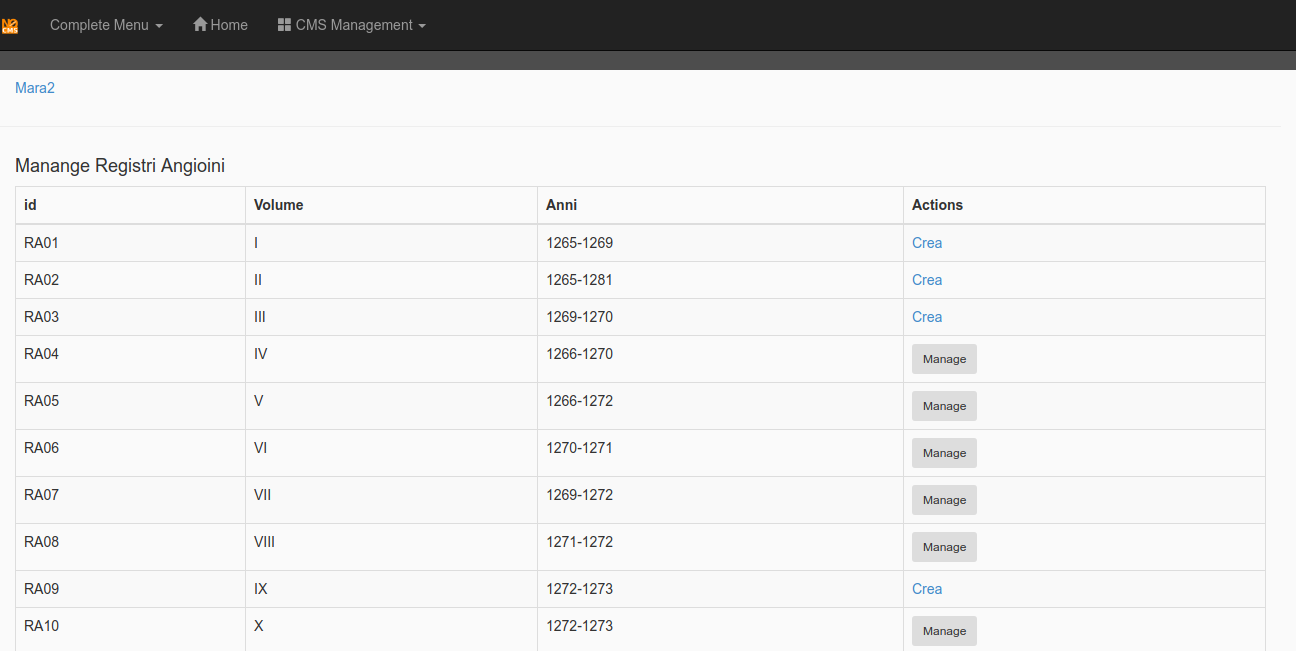 N2 CMS Complete Menu Home CMS Management
Mara2
Manange Registri Angioini
id Volume Anni Actions
RA01 I 1265-1269 Crea
RA02 II 1265-1281 Crea
RA03 III 1269-1270 Crea
RA04 IV 1266-1270 Manage
RA05 V 1266-1272 Manage
RA06 VI 1270-1271 Manage
RA07 VII 1269-1272 Manage
RA08 VIII 1271-1272 Manage
RA09 IX 1272-1273 Crea
RA10 X 1272-1273 Manage